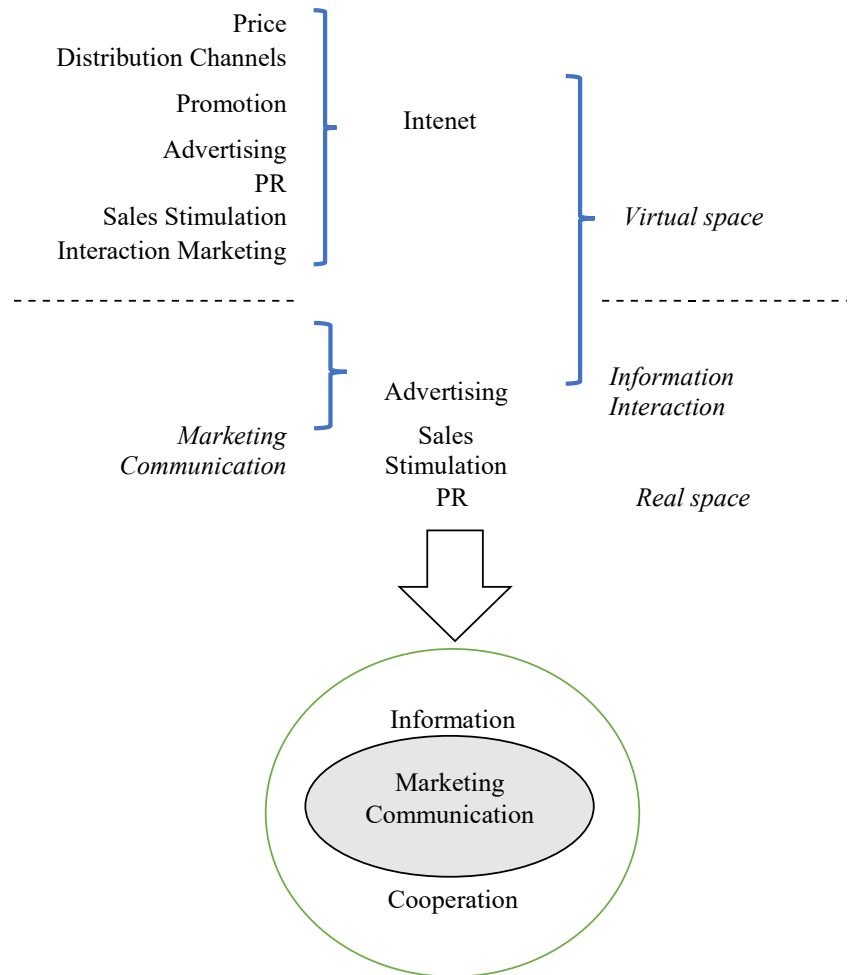 Price
Distribution Channels
Promotion
Advertising
PR
Sales Stimulation
Interaction Marketing
Intenet
Virtual space
Marketing
Communication
Advertising
Sales
Stimulation
PR
Information
Interaction
Real space
Information
Marketing
Communication
Cooperation